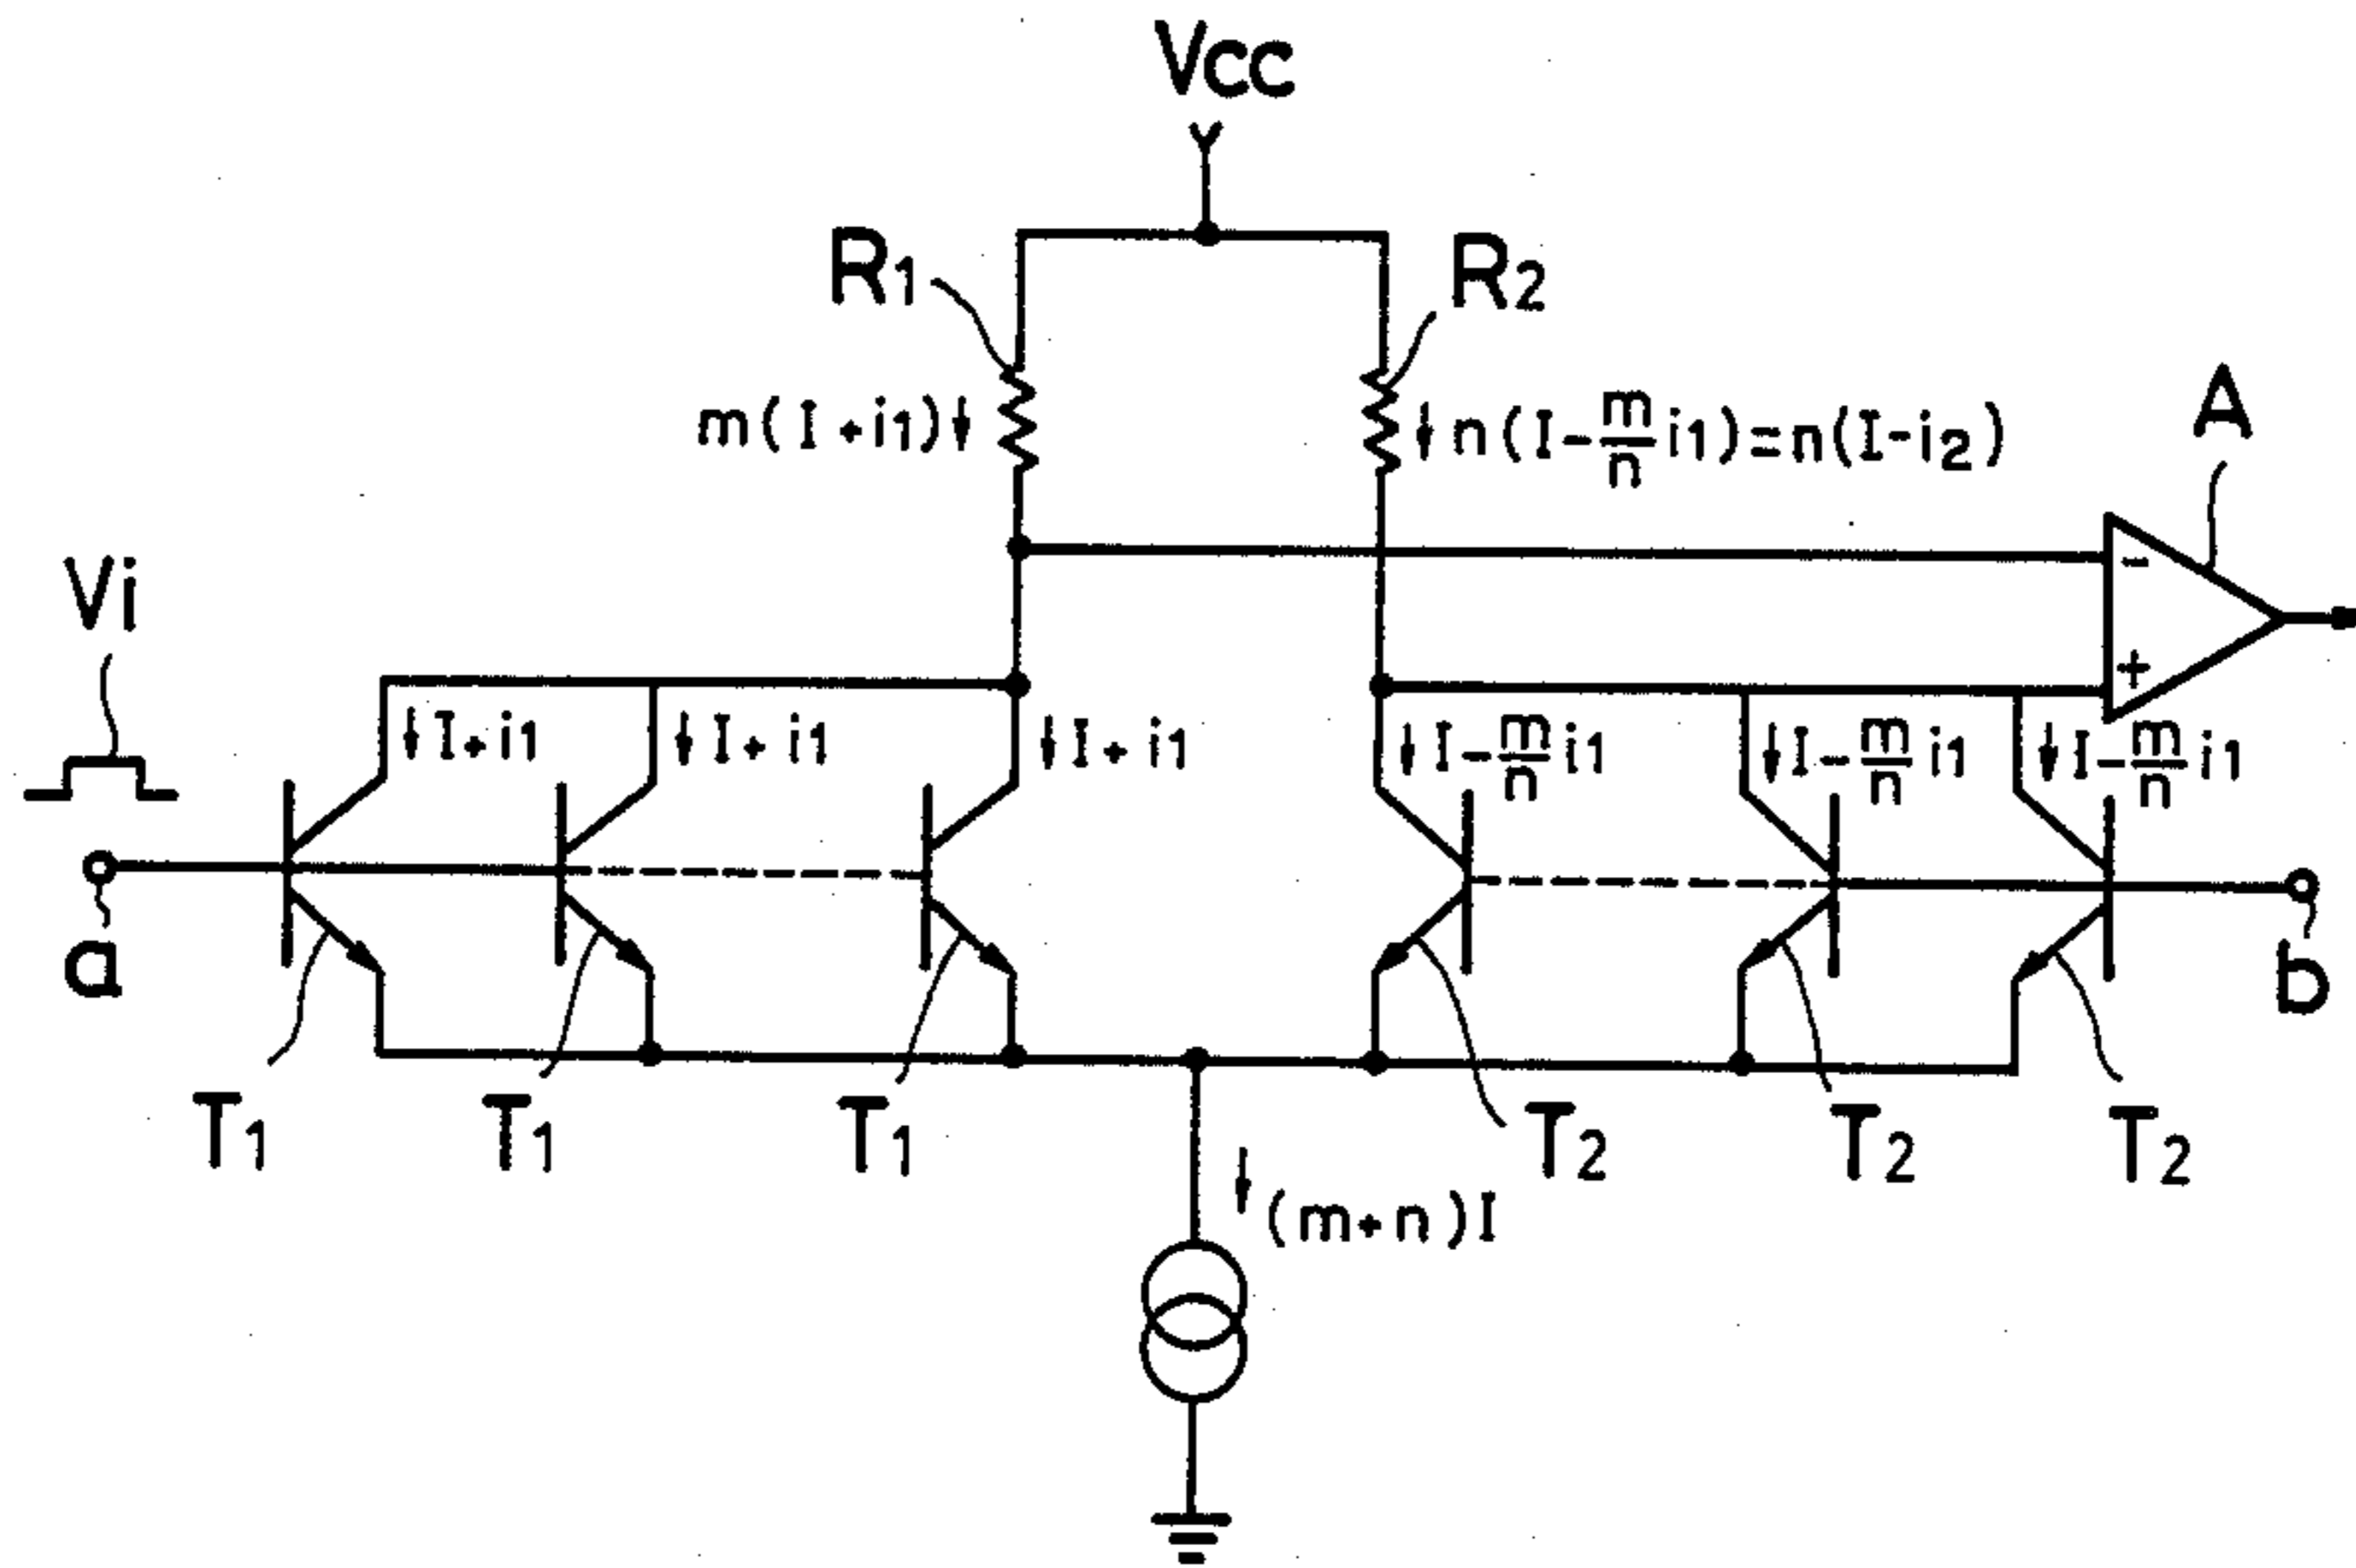 Vcc
R1
R2
m(I+i1)
n(I-m/n i1)=n(I-i2)
A
-
+
Vi
I+i1
I+i1
I+i1
I-m/n i1
I-m/n i1
I-m/n i1
a
b
T1
T1
T1
T2
T2
T2
(m+n)I